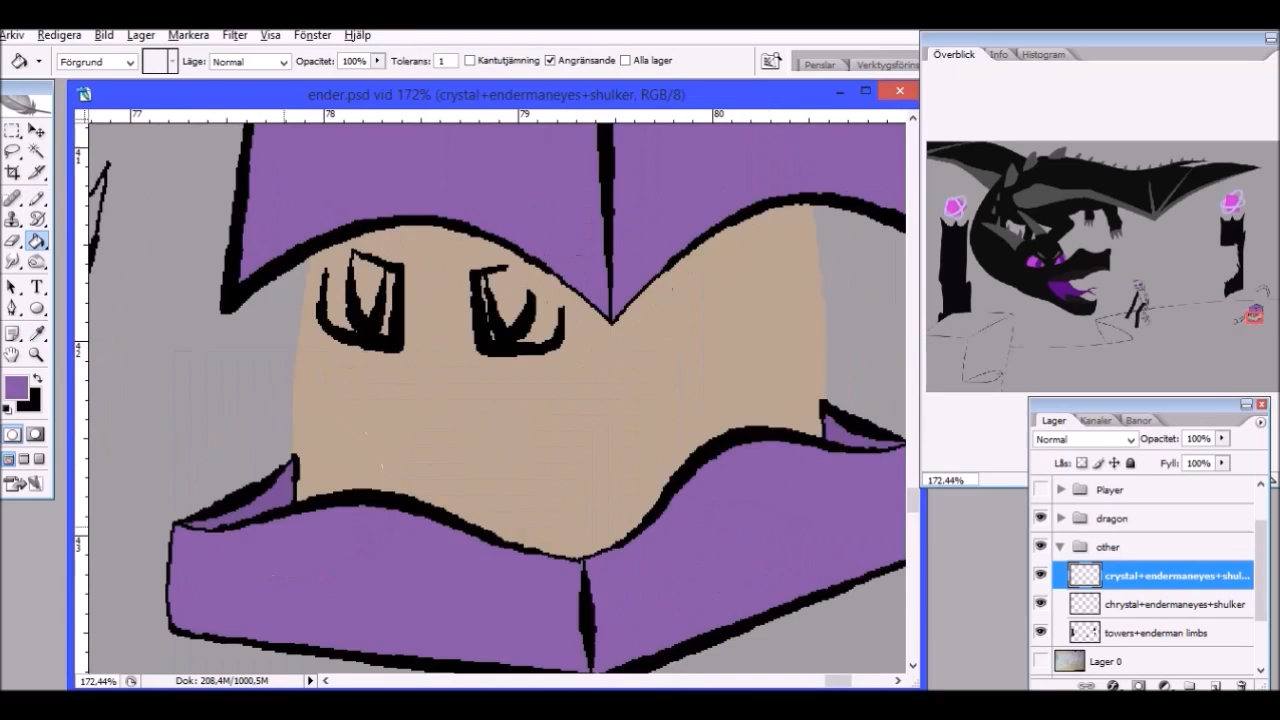 Arkiv Redigera Bild Lager Markera Filter Visa Fönster Hjälp
Förgrund Läge: Normal Opacitet: 100% Tolerans: 1 Kantutjämning Angränsande Alla lager Penslar Verktygsförins
ender.psd vid 172% (crystal+endermaneyes+shulker, RGB/8)
77 78 79 80
41
42
43
T
172,44% Dok: 208,4M/1000,5M
Överblick Info Histogram
172.44%
Lager Kanaler Banor
Normal Opacitet: 100%
Lås: Fyll: 100%
Player
dragon
other
crystal+endermaneyes+shul...
chrystal+endermaneyes+shulker
towers+enderman limbs
Lager 0